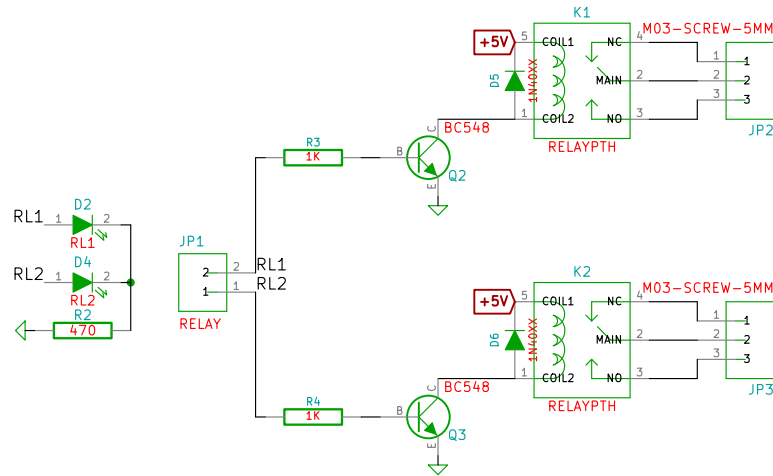 K1
M03-SCREW-5MM
+5V
5
COIL1
NC
4
1
1
D5
1N40XX
MAIN
2
2
2
3
3
1
COIL2
NO
3
JP2
RELAYPTH
C
BC548
B
E
Q2
R3
1K
RL1
1
D2
2
RL1
RL2
1
D4
2
RL2
R2
470
JP1
2
2
RL1
1
1
RL2
RELAY
K2
M03-SCREW-5MM
+5V
5
COIL1
NC
4
1
1
D6
1N40XX
MAIN
2
2
2
3
3
1
COIL2
NO
3
JP3
RELAYPTH
C
BC548
B
E
Q3
R4
1K